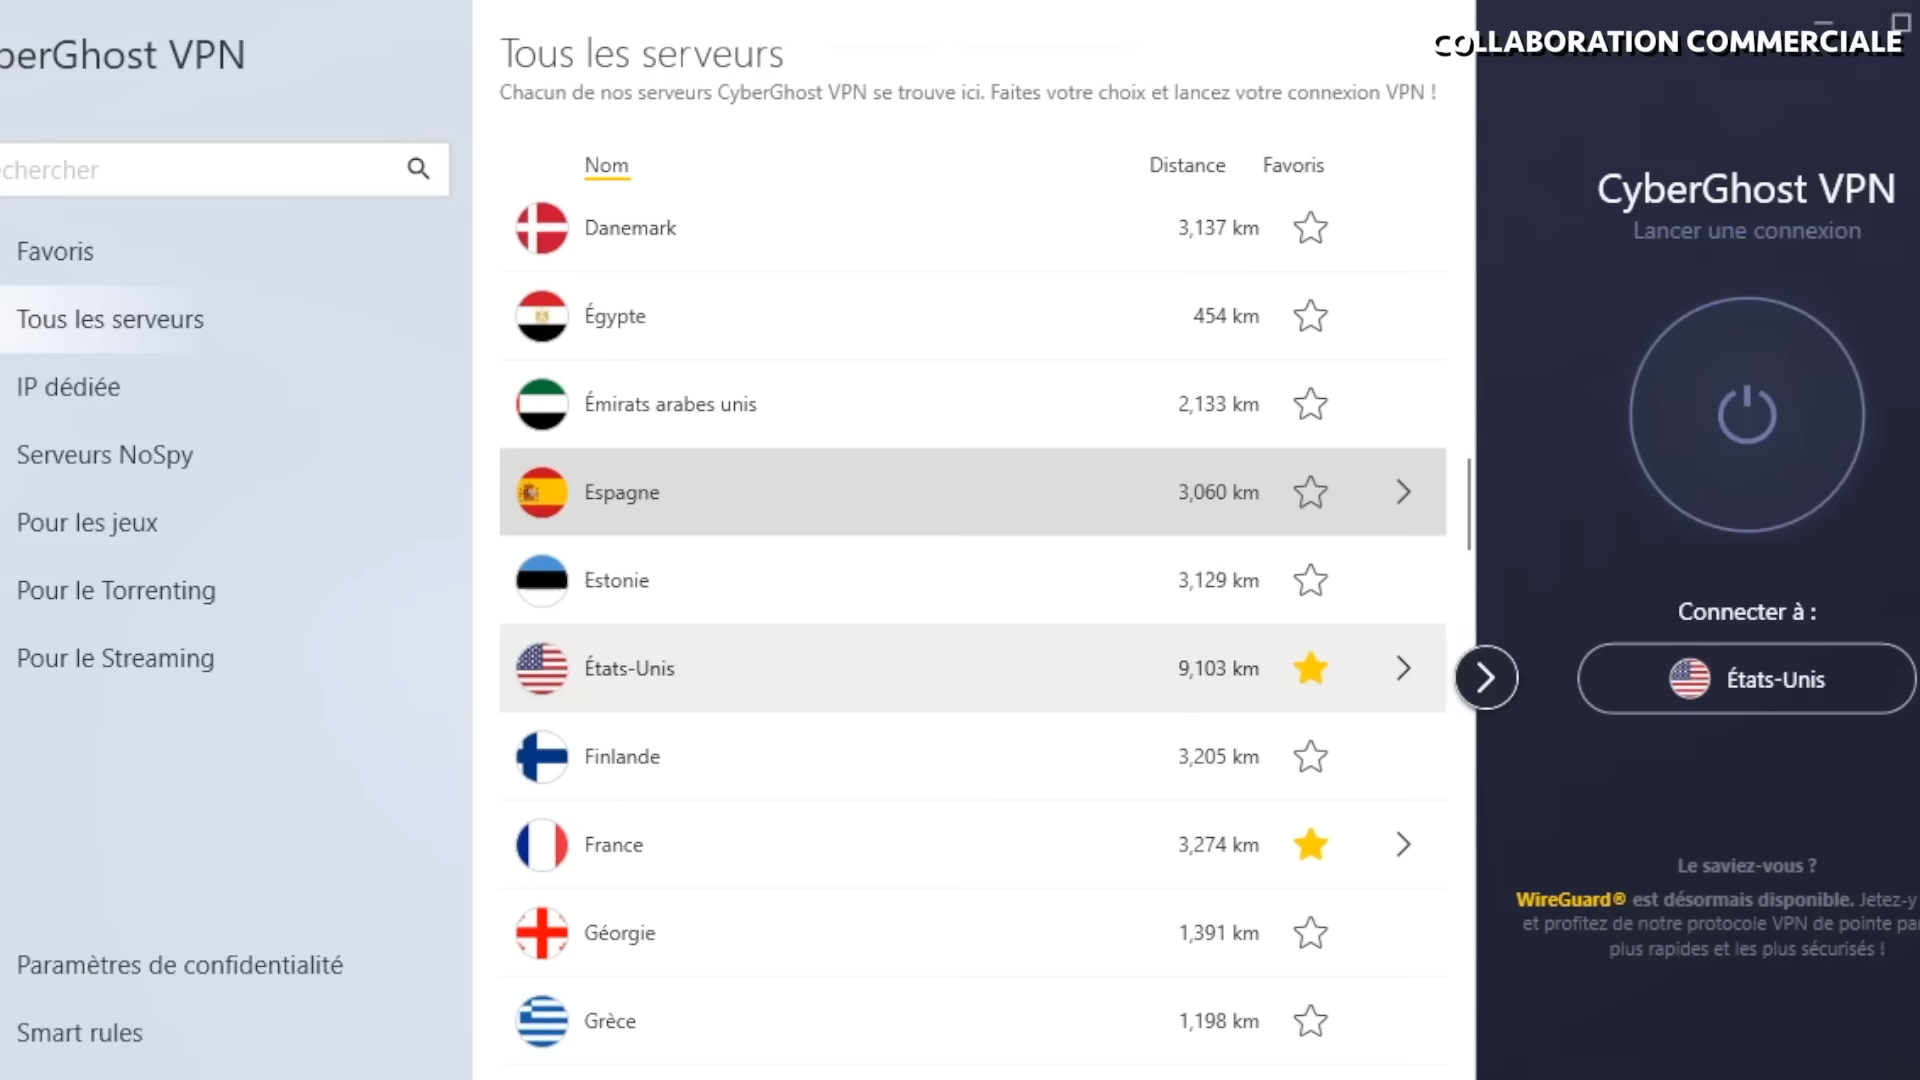 berGhost VPN
echercher
Favoris
Tous les serveurs
IP dédiée
Serveurs NoSpy
Pour les jeux
Pour le Torrenting
Pour le Streaming
Paramètres de confidentialité
Smart rules
Tous les serveurs
Chacun de nos serveurs CyberGhost VPN se trouve ici. Faites votre choix et lancez votre connexion VPN !
Nom Distance Favoris
Danemark 3,137 km
Égypte 454 km
Émirats arabes unis 2,133 km
Espagne 3,060 km
Estonie 3,129 km
États-Unis 9,103 km
Finlande 3,205 km
France 3,274 km
Géorgie 1,391 km
Grèce 1,198 km
COLLABORATION COMMERCIALE
CyberGhost VPN
Lancer une connexion
Connecter à :
États-Unis
Le saviez-vous ?
WireGuard® est désormais disponible. Jetez-y
et profitez de notre protocole VPN de pointe pa
plus rapides et les plus sécurisés !